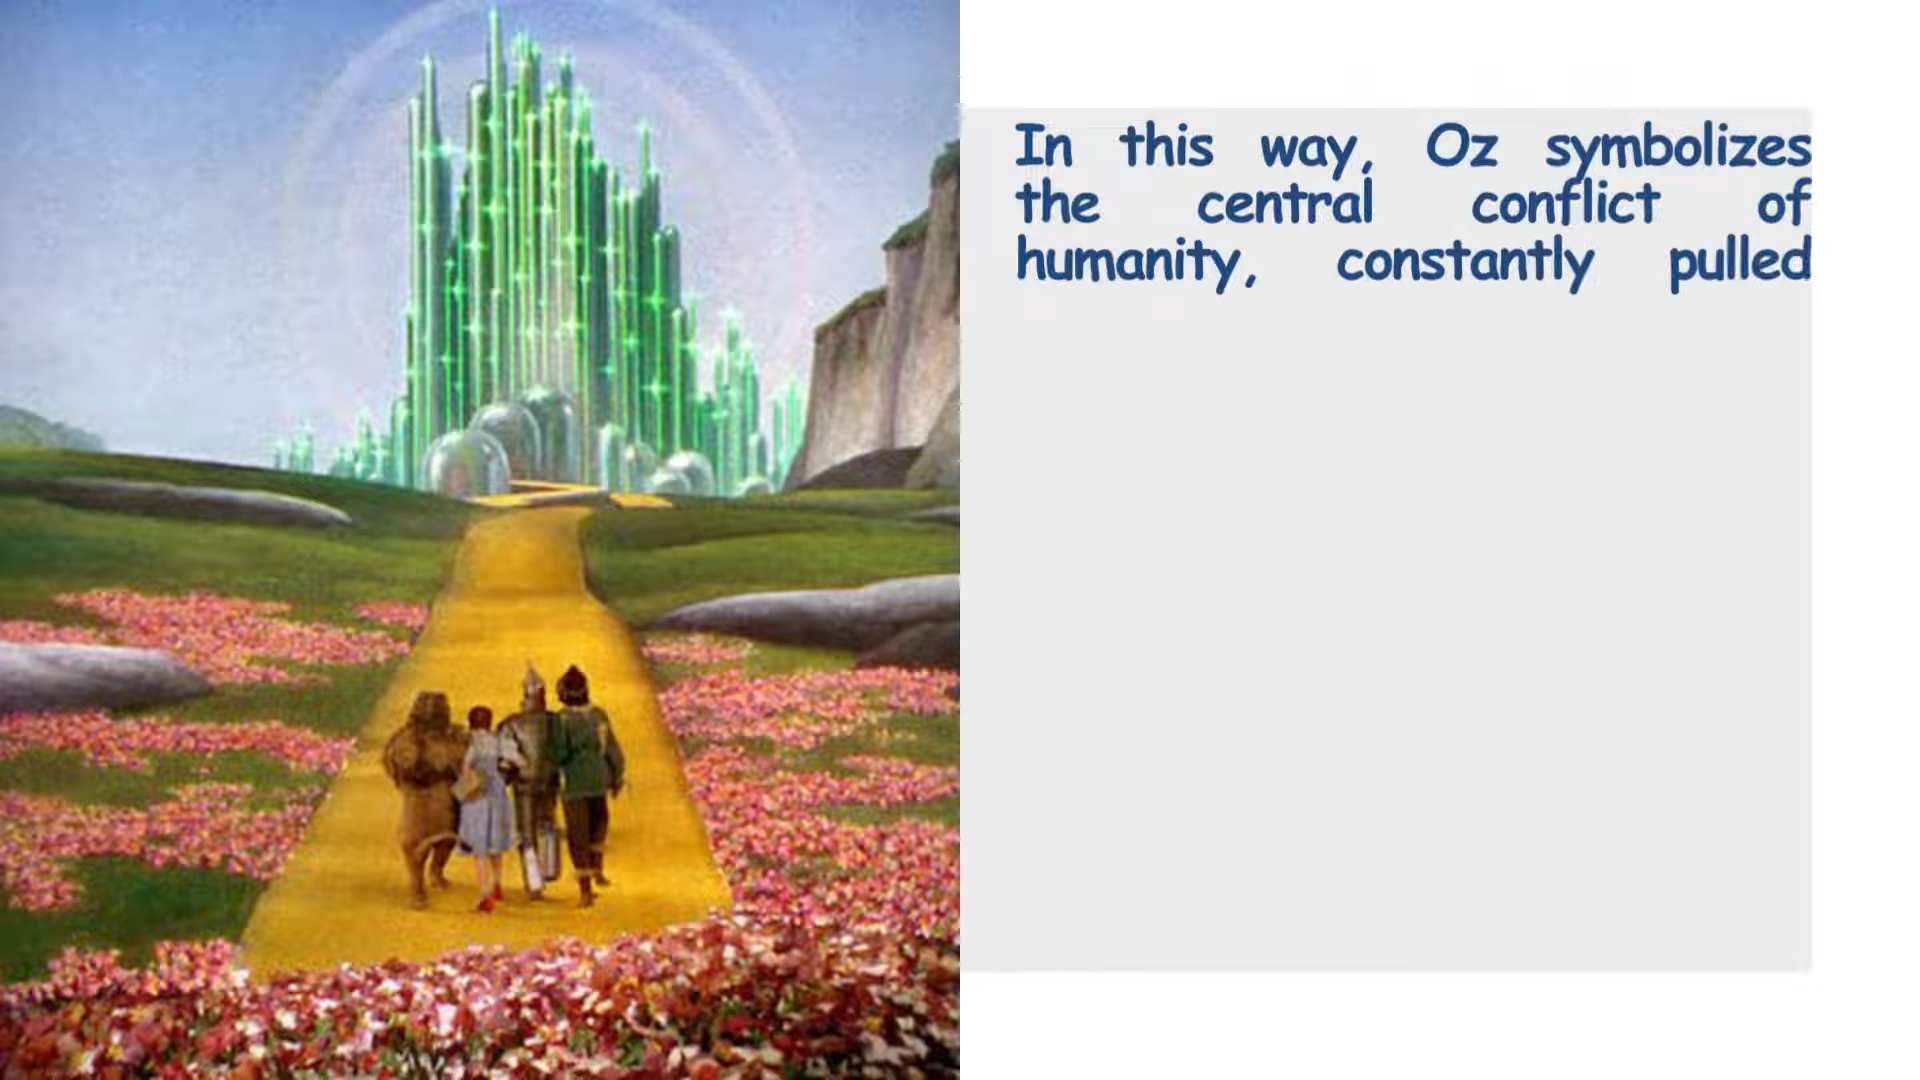 In this way, Oz symbolizes
the central conflict of
humanity, constantly pulled